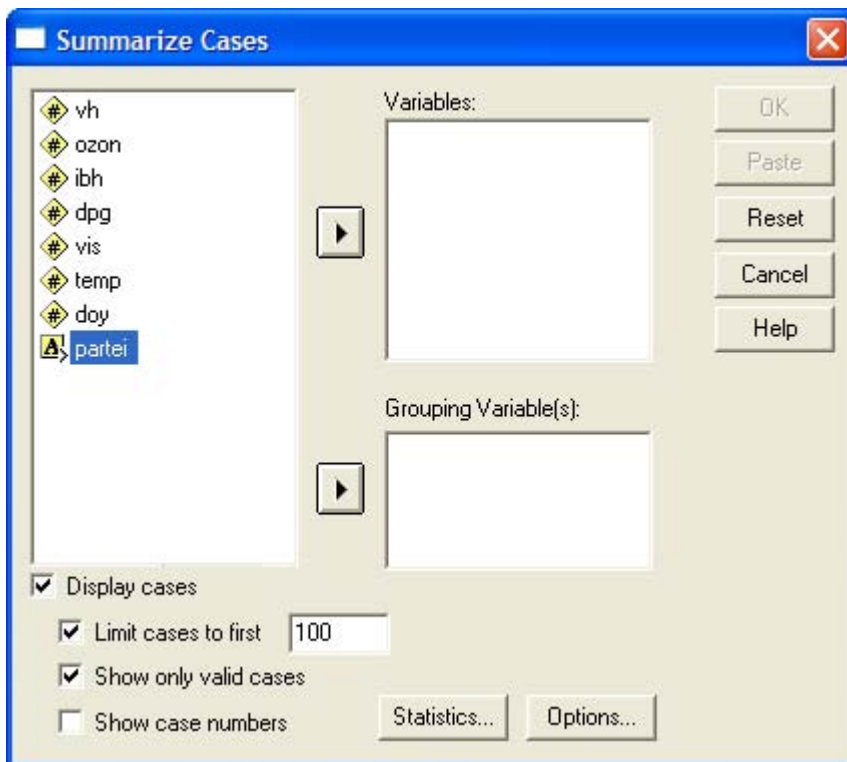 Summarize Cases
vh
ozon
ibh
dpg
vis
temp
doy
partei
Variables:
Grouping Variable(s):
OK
Paste
Reset
Cancel
Help
Display cases
Limit cases to first 100
Show only valid cases
Show case numbers
Statistics...
Options...